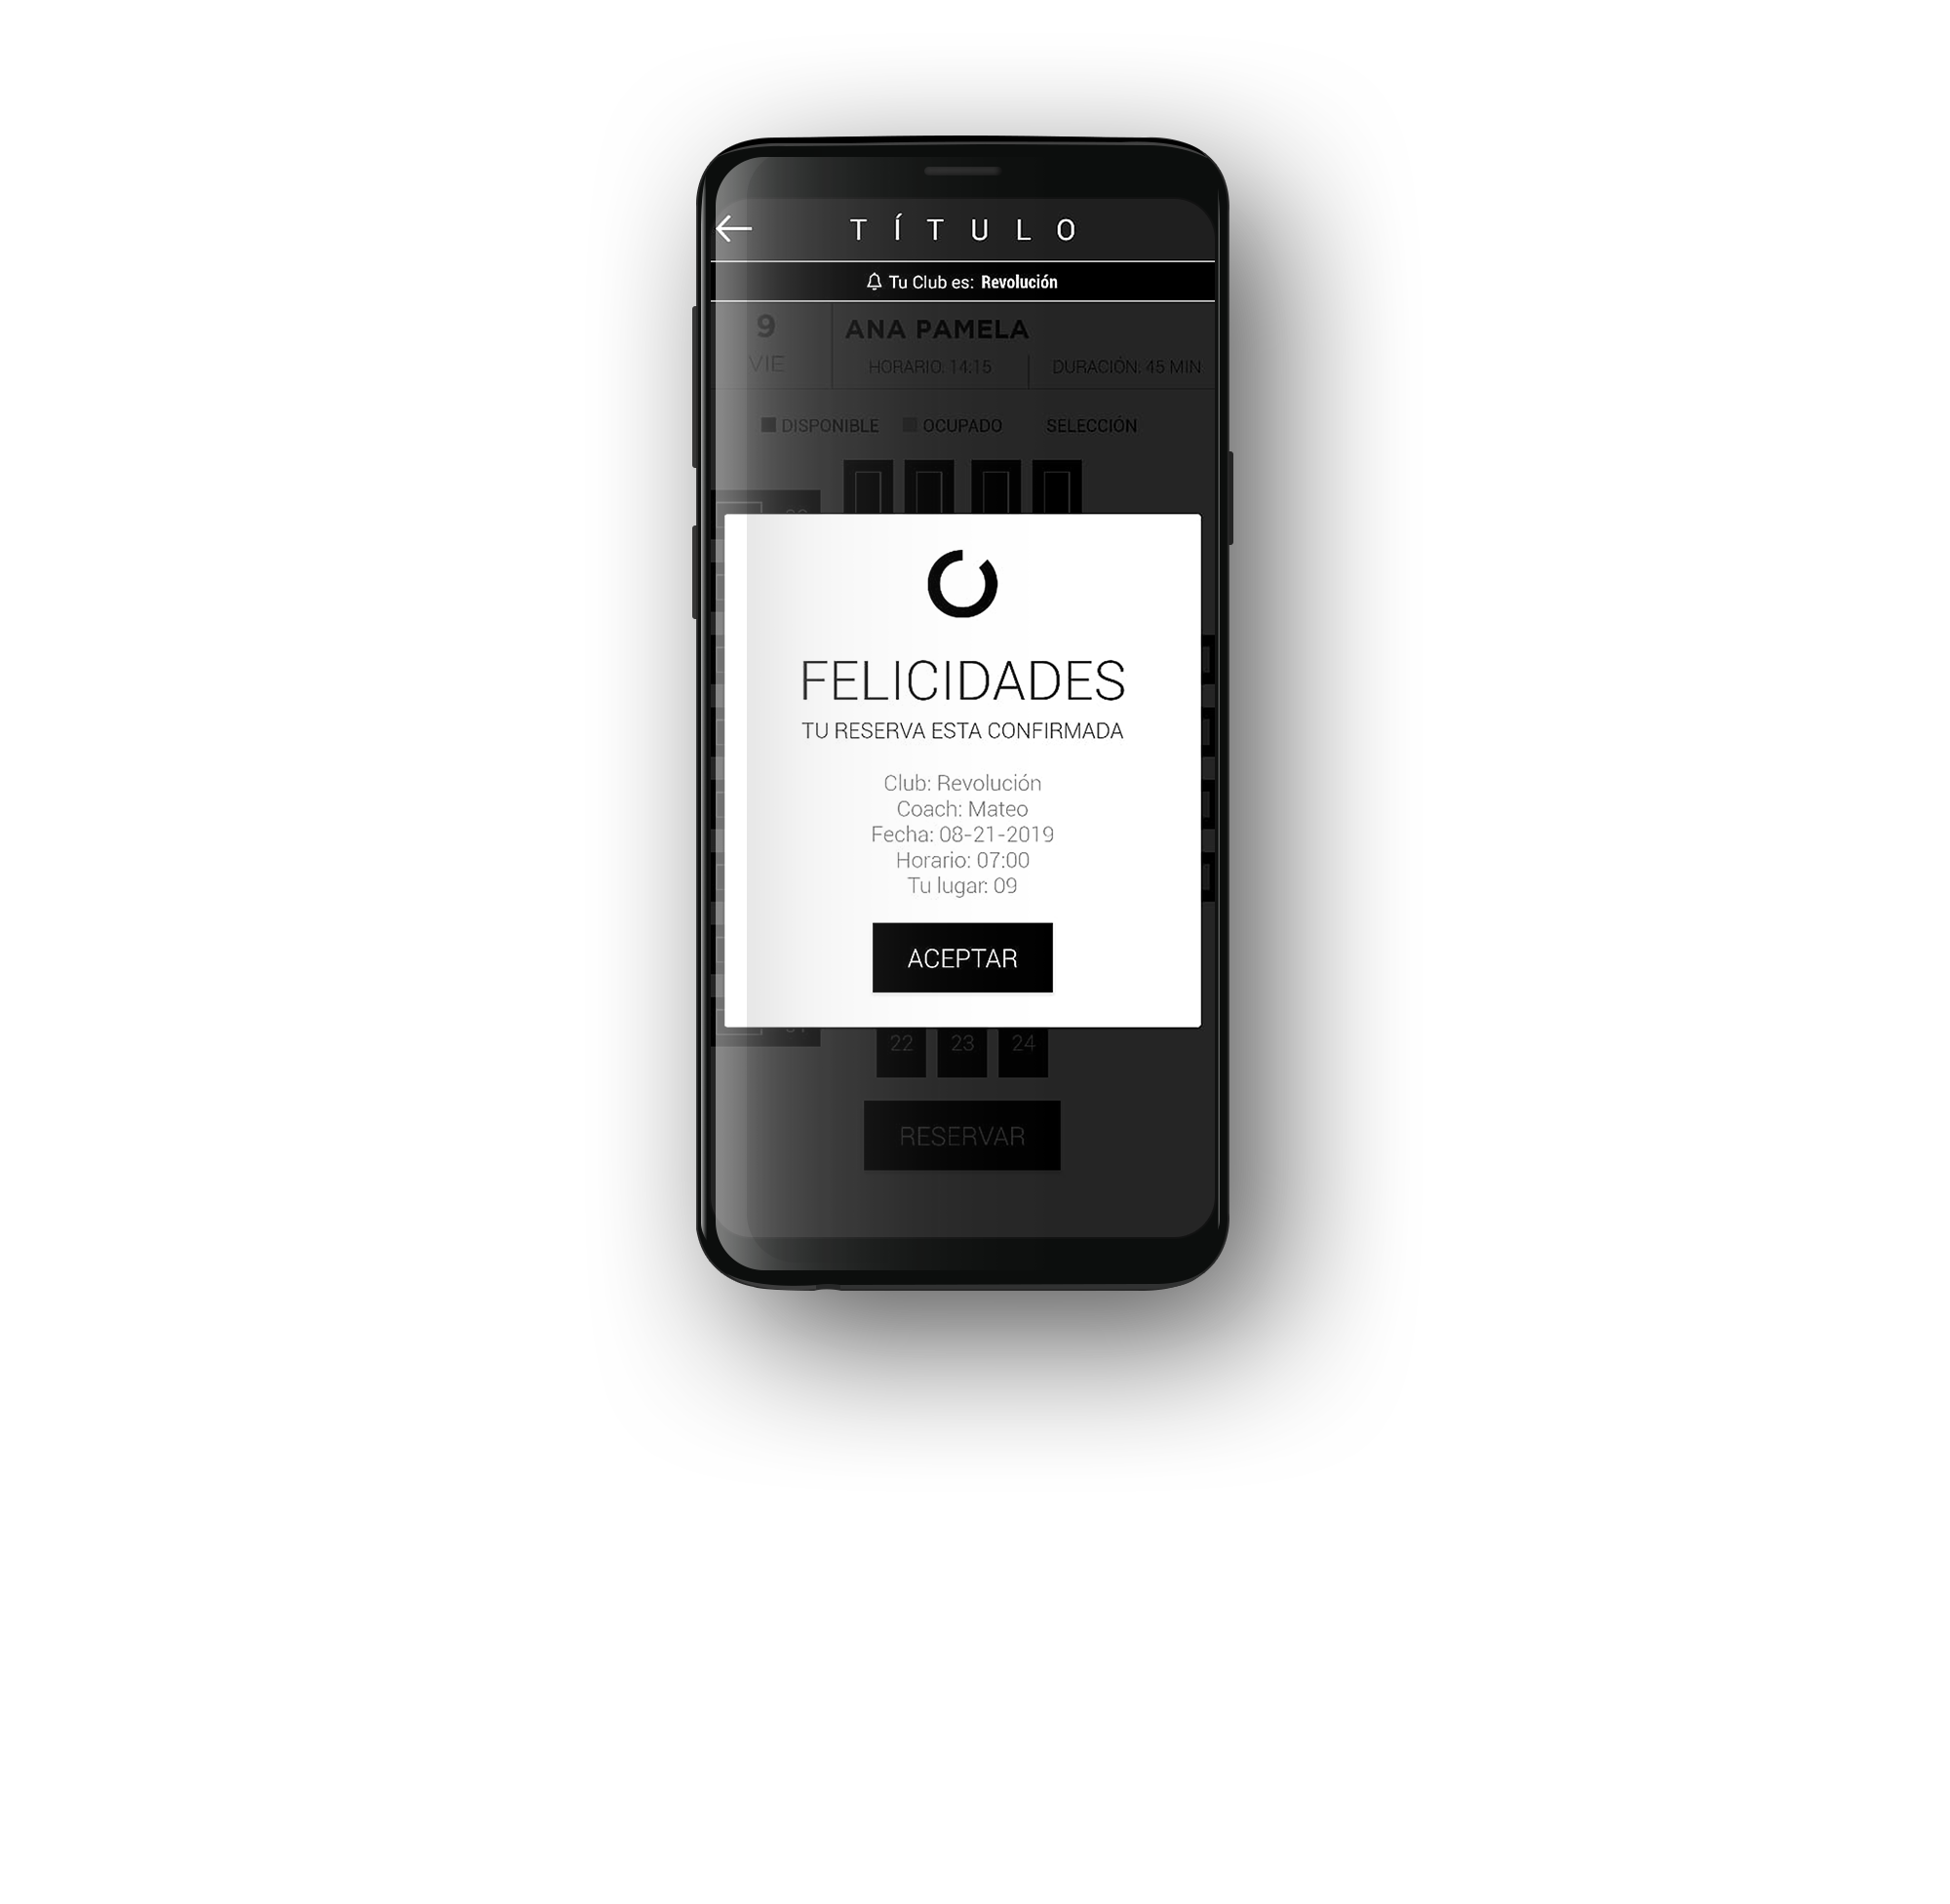 TÍTULO
Tu Club es: Revolución
9
VIE
ANA PAMELA
HORARIO: 14:15
DURACIÓN: 45 MIN
DISPONIBLE
OCUPADO
SELECCIÓN
FELICIDADES
TU RESERVA ESTA CONFIRMADA
Club: Revolución
Coach: Mateo
Fecha: 08-21-2019
Horario: 07:00
Tu lugar: 09
ACEPTAR
22 23 24
RESERVAR